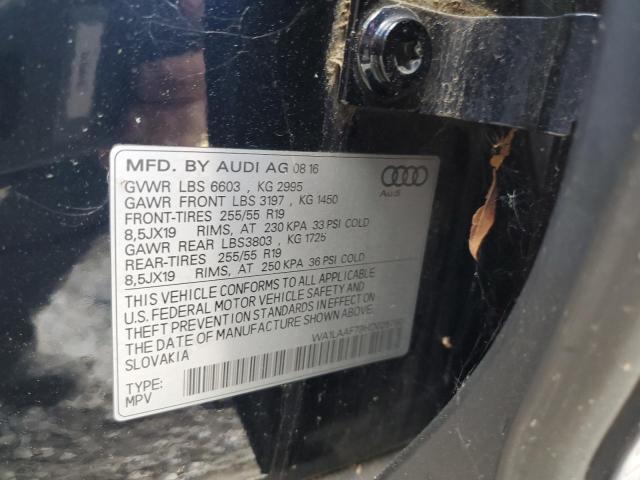 MFD. BY AUDI AG 08 16
Audi
GVWR LBS 6603 , KG 2995
GAWR FRONT LBS 3197 , KG 1450
FRONT-TIRES 255/55 R19
8,5JX19 RIMS, AT 230 KPA 33 PSI COLD
GAWR REAR LBS3803 , KG 1725
REAR-TIRES 255/55 R19
8,5JX19 RIMS, AT 250 KPA 36 PSI COLD
THIS VEHICLE CONFORMS TO ALL APPLICABLE
U.S. FEDERAL MOTOR VEHICLE SAFETY AND
THEFT PREVENTION STANDARDS IN EFFECT ON
THE DATE OF MANUFACTURE SHOWN ABOVE.
SLOVAKIA
TYPE:
MPV